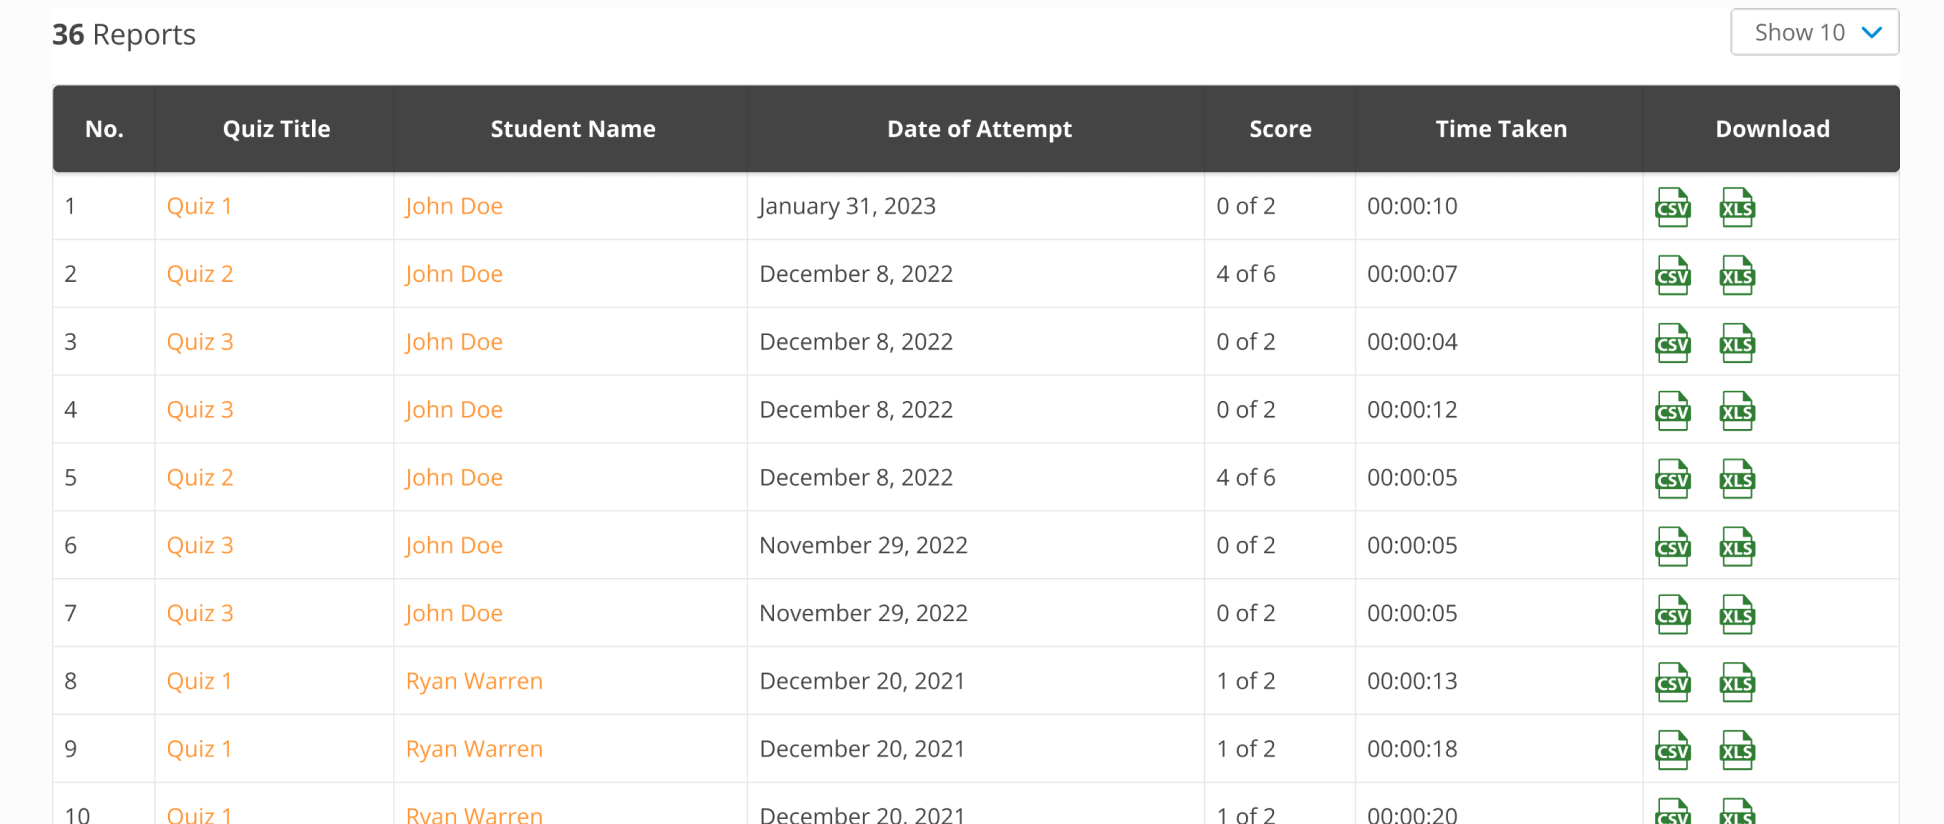 36 Reports
Show 10
No. Quiz Title Student Name Date of Attempt Score Time Taken Download
1 Quiz 1 John Doe January 31, 2023 0 of 2 00:00:10 CSV XLS
2 Quiz 2 John Doe December 8, 2022 4 of 6 00:00:07 CSV XLS
3 Quiz 3 John Doe December 8, 2022 0 of 2 00:00:04 CSV XLS
4 Quiz 3 John Doe December 8, 2022 0 of 2 00:00:12 CSV XLS
5 Quiz 2 John Doe December 8, 2022 4 of 6 00:00:05 CSV XLS
6 Quiz 3 John Doe November 29, 2022 0 of 2 00:00:05 CSV XLS
7 Quiz 3 John Doe November 29, 2022 0 of 2 00:00:05 CSV XLS
8 Quiz 1 Ryan Warren December 20, 2021 1 of 2 00:00:13 CSV XLS
9 Quiz 1 Ryan Warren December 20, 2021 1 of 2 00:00:18 CSV XLS
10 Quiz 1 Ryan Warren December 20, 2021 1 of 2 00:00:20 CSV XLS